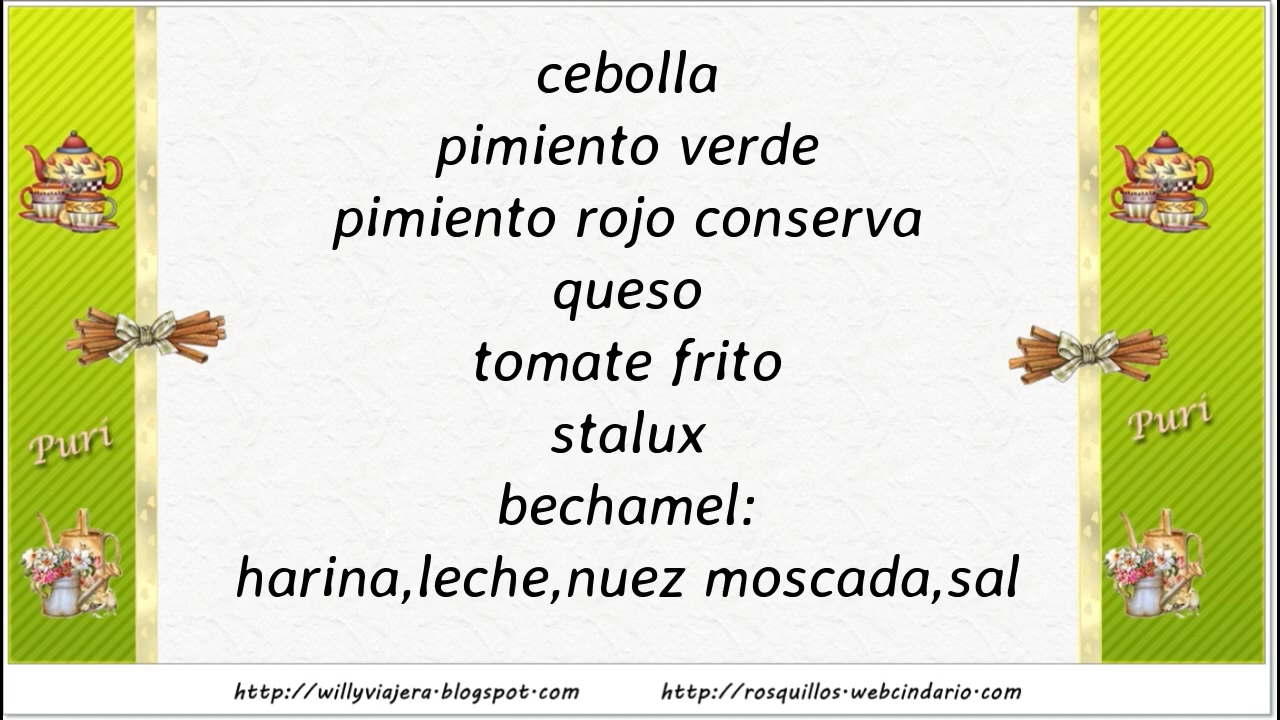 cebolla
pimiento verde
pimiento rojo conserva
queso
tomate frito
stalux
bechamel:
harina,leche,nuez moscada,sal
Puri
Puri
http://willyviajera.blogspot.com
http://rosquillos.webcindario.com